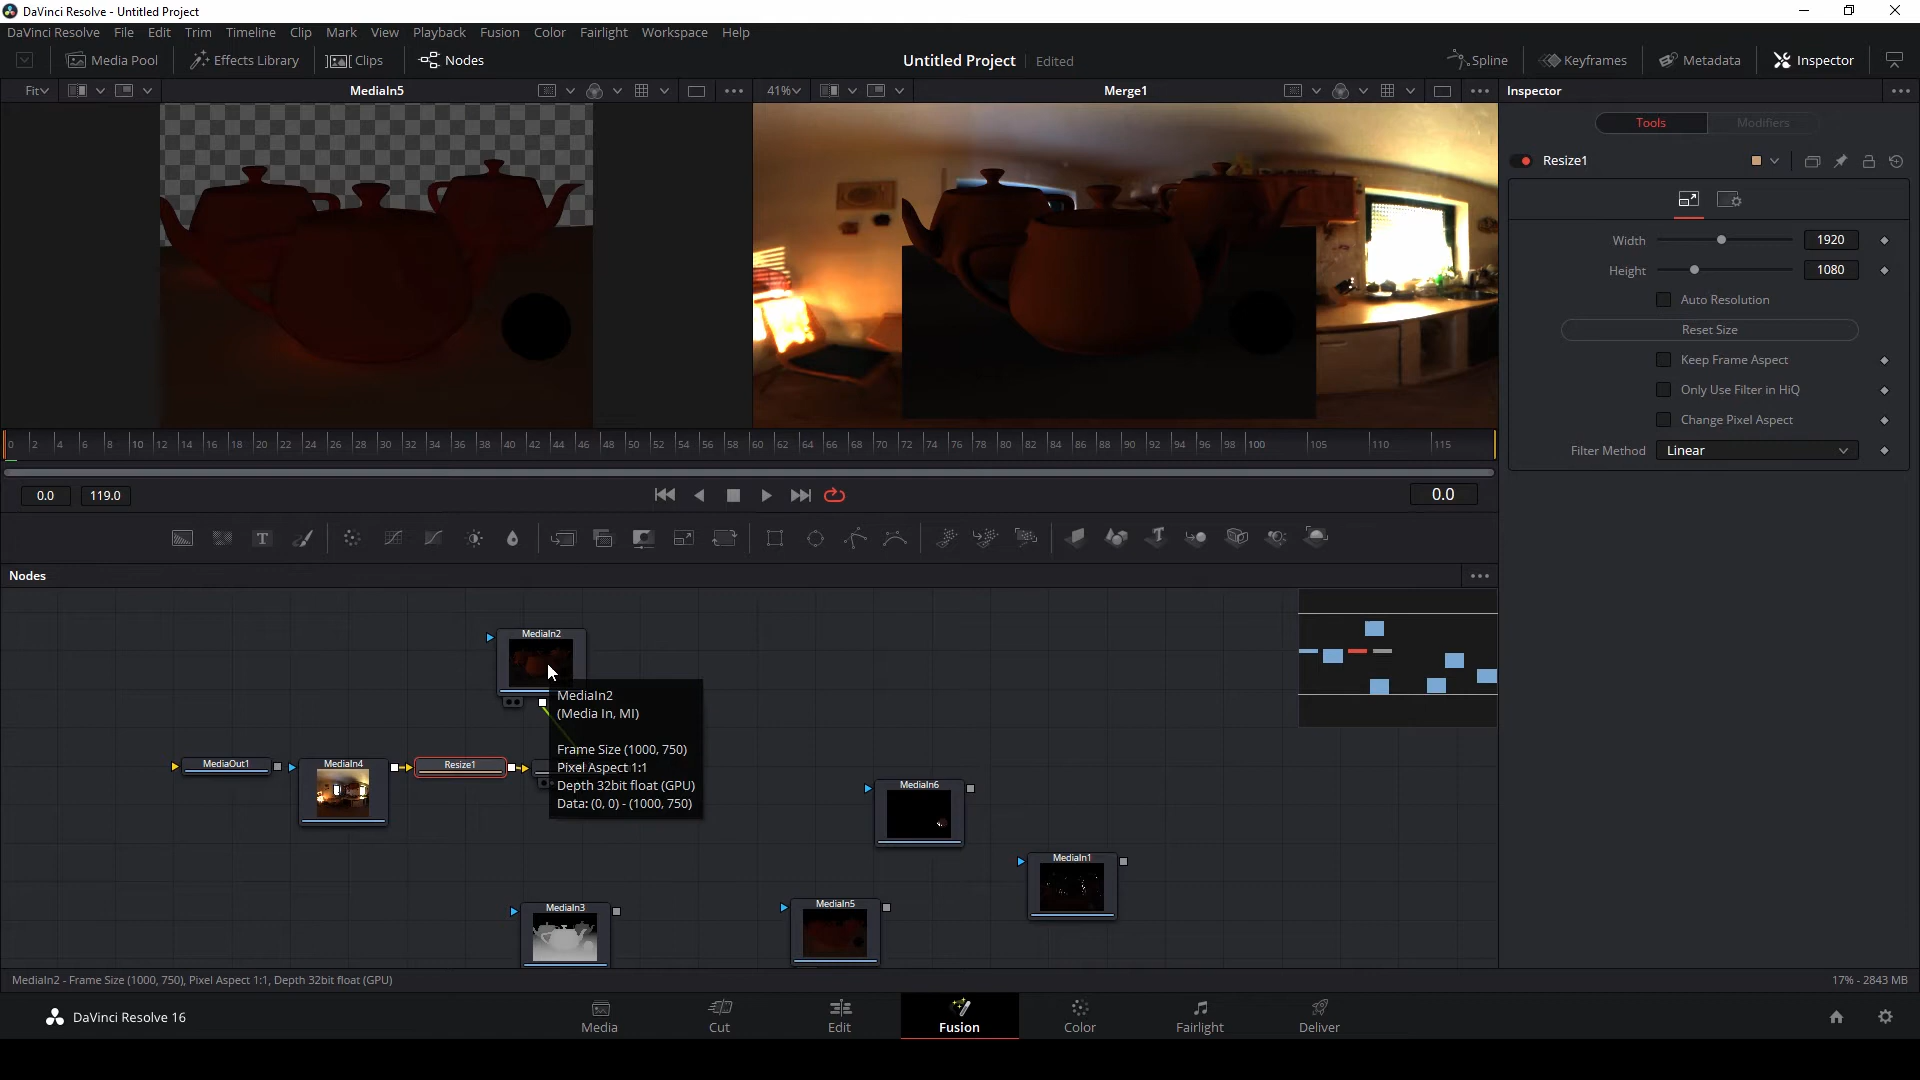 DaVinci Resolve - Untitled Project
DaVinci Resolve File Edit Trim Timeline Clip Mark View Playback Fusion Color Fairlight Workspace Help
Media Pool Effects Library Clips Nodes Untitled Project Edited Spline Keyframes Metadata Inspector
Fit MediaIn5 41% Merge1 Inspector
Tools Modifiers
Resize1
Width 1920
Height 1080
Auto Resolution
Reset Size
Keep Frame Aspect
Only Use Filter in HiQ
Change Pixel Aspect
Filter Method Linear
0 2 4 6 8 10 12 14 16 18 20 22 24 26 28 30 32 34 36 38 40 42 44 46 48 50 52 54 56 58 60 62 64 66 68 70 72 74 76 78 80 82 84 86 88 90 92 94 96 98 100 105 110 115
0.0 119.0 0.0
Nodes
MediaIn2
MediaIn2
(Media In, MI)
Frame Size (1000, 750)
Pixel Aspect 1:1
Depth 32bit float (GPU)
Data: (0, 0) - (1000, 750)
MediaOut1 MediaIn4 Resize1
MediaIn6
MediaIn1
MediaIn3 MediaIn5
MediaIn2 - Frame Size (1000, 750), Pixel Aspect 1:1, Depth 32bit float (GPU) 17% - 2843 MB
DaVinci Resolve 16 Media Cut Edit Fusion Color Fairlight Deliver